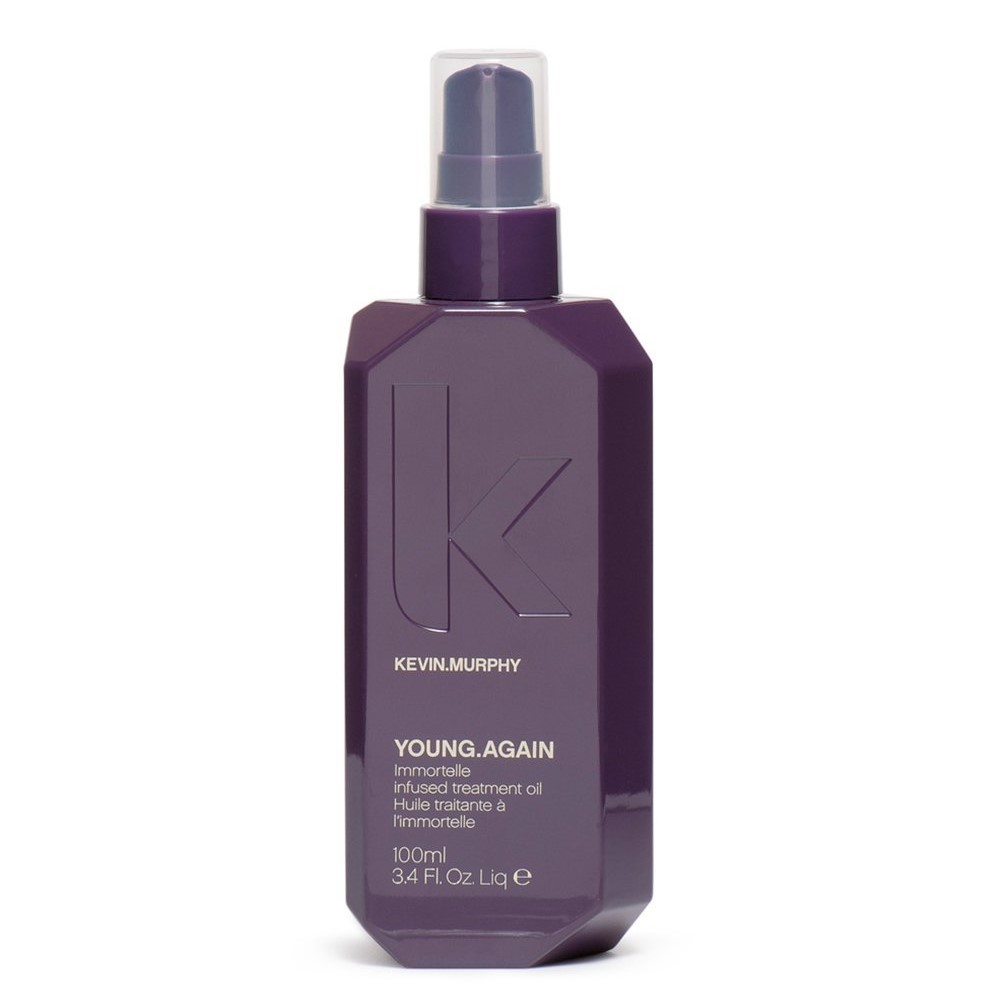 K
KEVIN.MURPHY
YOUNG.AGAIN
Immortelle
infused treatment oil
Huile traitante à
l'immortelle
100ml
3.4 Fl. Oz. Liq ℮